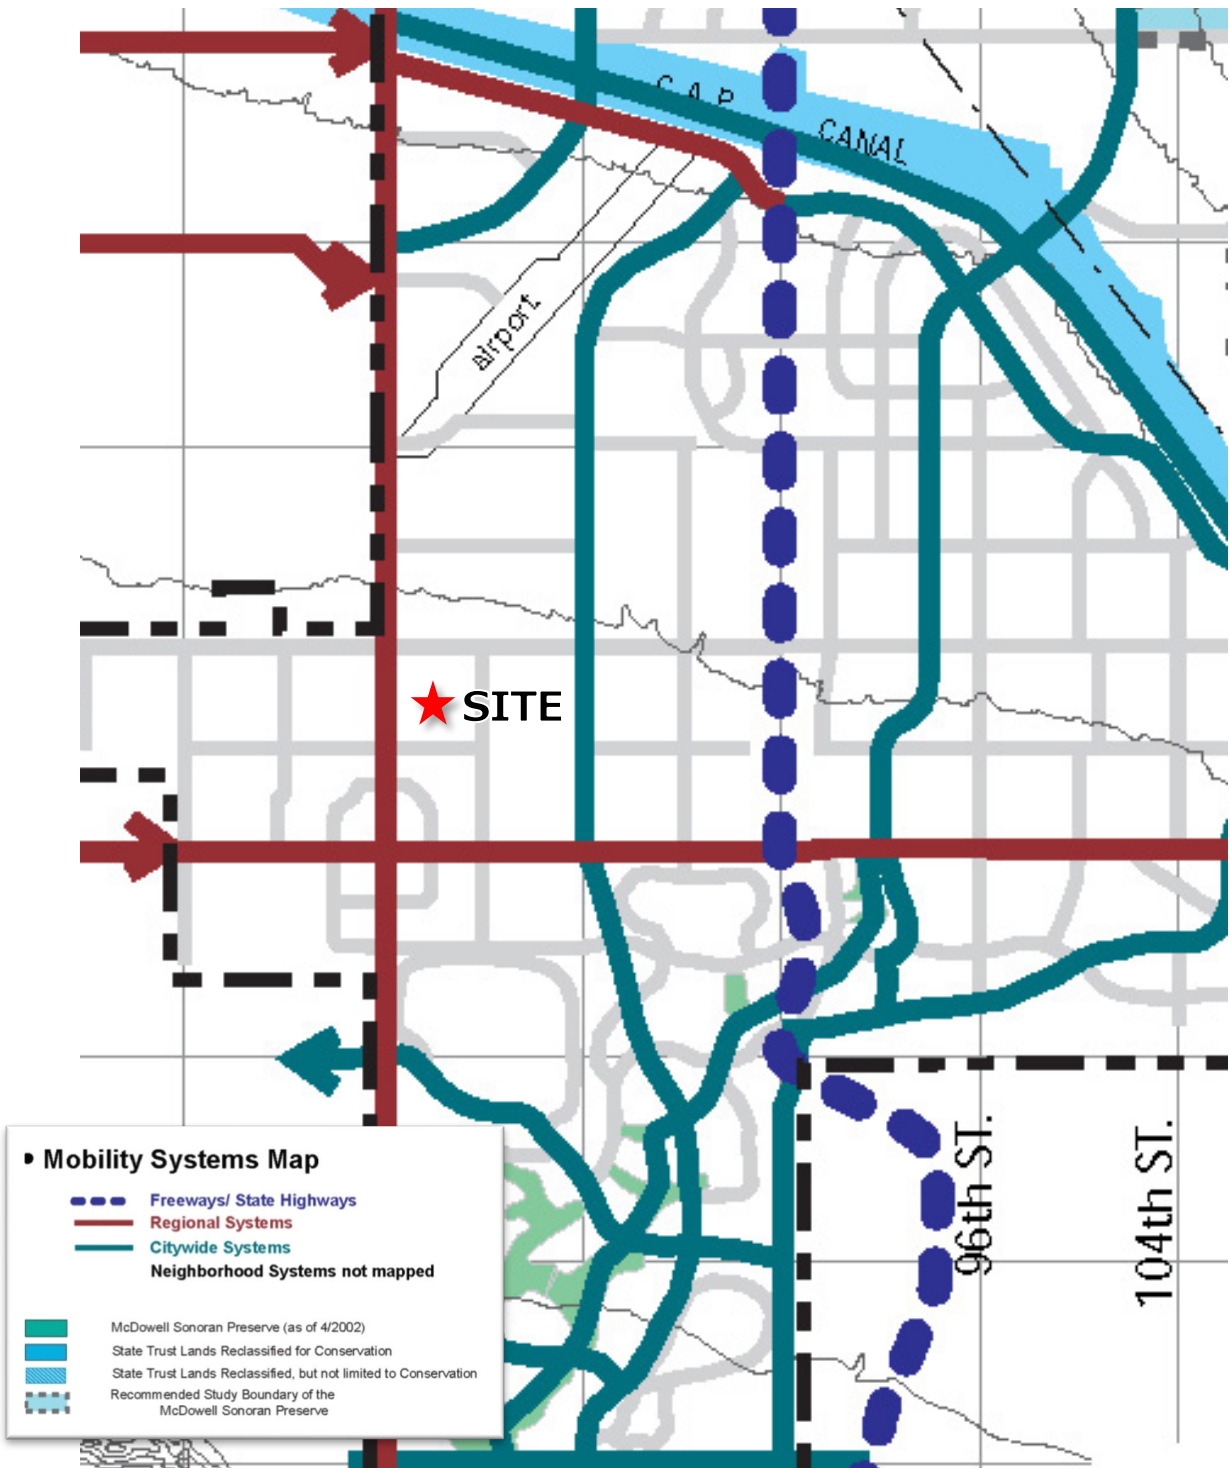 C. A. P.
CANAL
airport
SITE
96th ST.
104th ST.
• Mobility Systems Map
Freeways/ State Highways
Regional Systems
Citywide Systems
Neighborhood Systems not mapped
McDowell Sonoran Preserve (as of 4/2002)
State Trust Lands Reclassified for Conservation
State Trust Lands Reclassified, but not limited to Conservation
Recommended Study Boundary of the
McDowell Sonoran Preserve